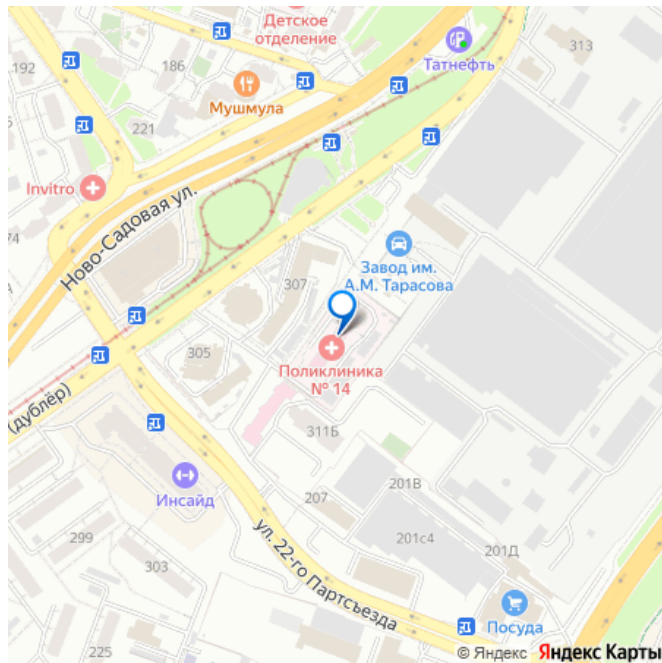 Детское
отделение
192
186
Татнефть
313
Мушмула
221
Invitro
74
Ново-Садовая ул.
Завод им.
А.М. Тарасова
307
305
Поликлиника
№ 14
(дублёр)
311Б
Инсайд
207
201В
299
303
ул. 22-го Партсъезда
201с4
201Д
Посуда
225
© Яндекс Яндекс Карты